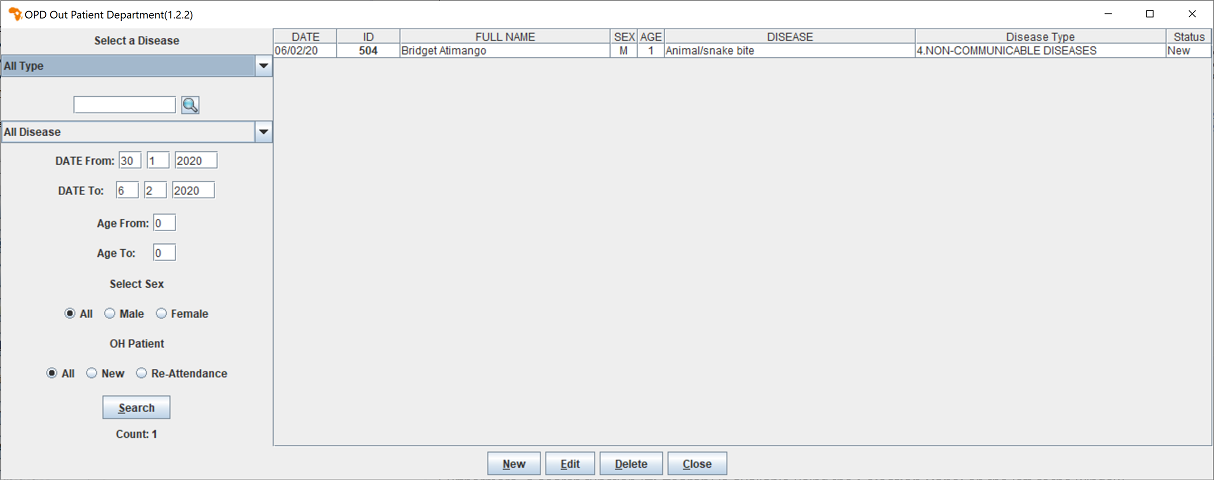 OPD Out Patient Department(1.2.2)
Select a Disease
All Type
All Disease
DATE From: 30 1 2020
DATE To: 6 2 2020
Age From: 0
Age To: 0
Select Sex
All Male Female
OH Patient
All New Re-Attendance
Search
Count: 1
DATE ID FULL NAME SEX AGE DISEASE Disease Type Status
06/02/20 504 Bridget Atimango M 1 Animal/snake bite 4.NON-COMMUNICABLE DISEASES New
New Edit Delete Close